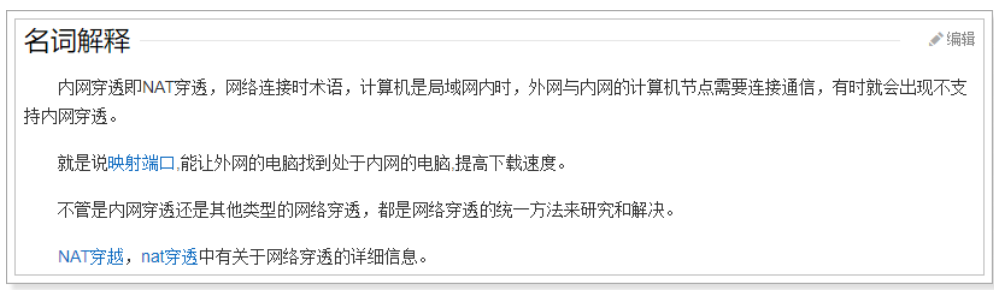 名词解释
编辑
内网穿透即NAT穿透，网络连接时术语，计算机是局域网内时，外网与内网的计算机节点需要连接通信，有时就会出现不支
持内网穿透。
就是说映射端口,能让外网的电脑找到处于内网的电脑,提高下载速度。
不管是内网穿透还是其他类型的网络穿透，都是网络穿透的统一方法来研究和解决。
NAT穿越，nat穿透中有关于网络穿透的详细信息。